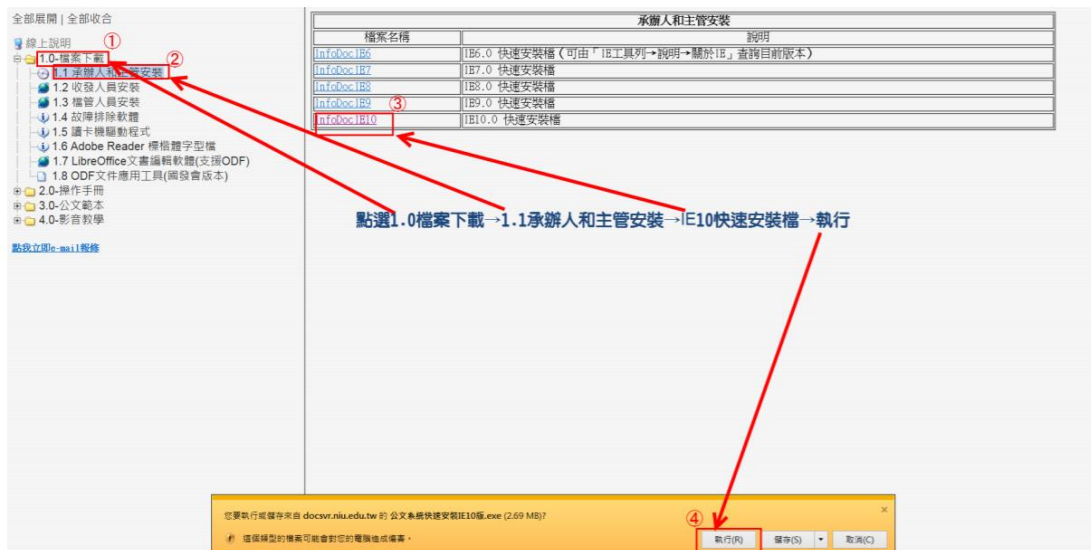 全部展開 | 全部收合
線上說明
①
1.0-檔案下載
②
1.1 承辦人和主管安裝
1.2 收發人員安裝
1.3 檔管人員安裝
1.4 故障排除軟體
1.5 讀卡機驅動程式
1.6 Adobe Reader 標楷體字型檔
1.7 LibreOffice文書編輯軟體(支援ODF)
1.8 ODF文件應用工具(國發會版本)
2.0-操作手冊
3.0-公文範本
4.0-影音教學
點我立即e-mail報修
承辦人和主管安裝
檔案名稱 說明
InfoDocIE6 IE6.0 快速安裝檔(可由「IE工具列→說明→關於IE」查詢目前版本)
InfoDocIE7 IE7.0 快速安裝檔
InfoDocIE8 IE8.0 快速安裝檔
InfoDocIE9 IE9.0 快速安裝檔
③
InfoDocIE10 IE10.0 快速安裝檔
點選1.0檔案下載→1.1承辦人和主管安裝→IE10快速安裝檔→執行
您要執行或儲存來自 docsvr.niu.edu.tw 的 公文系統快速安裝IE10版.exe (2.69 MB)?
×
這個類型的檔案可能會對您的電腦造成傷害。
④
執行(R) 儲存(S) 取消(C)